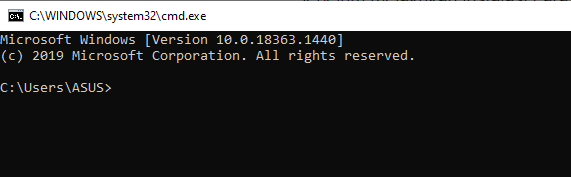 C:\WINDOWS\system32\cmd.exe
Microsoft Windows [Version 10.0.18363.1440]
(c) 2019 Microsoft Corporation. All rights reserved.
C:\Users\ASUS>